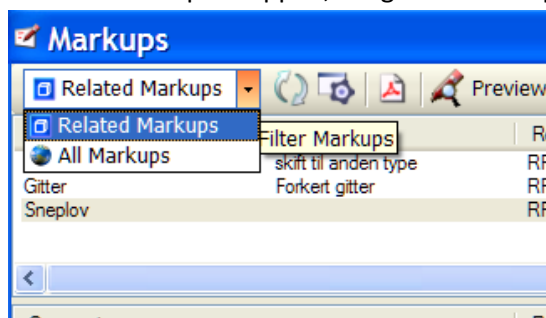 Markups
Related Markups Preview
Related Markups
Filter Markups
All Markups
skift til anden type
Gitter Forkert gitter
Sneplov